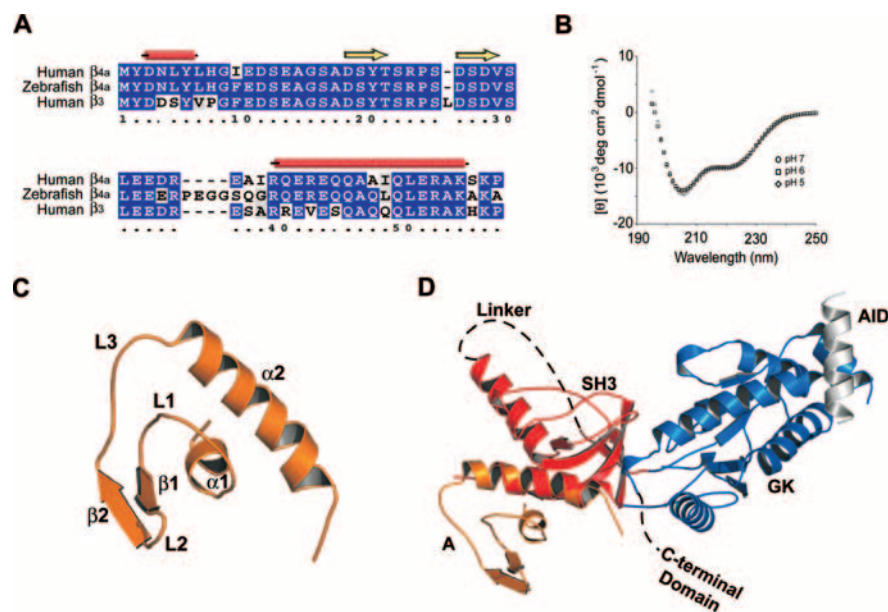 A
Human β4a MYDNLYLHGIEDSEAGSADSYTSRPS-DSDVS
Zebrafish β4a MYDNLYLHGFEDSEAGSADSYTSRPS-DSDVS
Human β3 MYDDSYVPGFEDSEAGSADSYTSRPSLDSDVS
1 . . . . . . . . 10 . . . . . . . . . 20 . . . . . . . . . 30
Human β4a LEEDR----EAIRQEREQQAAIQLERAKSKP
Zebrafish β4a LEEERPEGGSQGRQEREQQAQLQLERAKAKA
Human β3 LEEDR----ESARREVESQAQQQLERAKHKP
. . . . . . . . 40 . . . . . . . . 50 . . . . . . .
B
[θ] (10³ deg cm² dmol⁻¹)
10
0
-10
-20
pH 7
pH 6
pH 5
190 210 230 250
Wavelength (nm)
C
L3
α2
L1
β1
α1
β2
L2
D
Linker
AID
SH3
GK
A
C-terminal
Domain